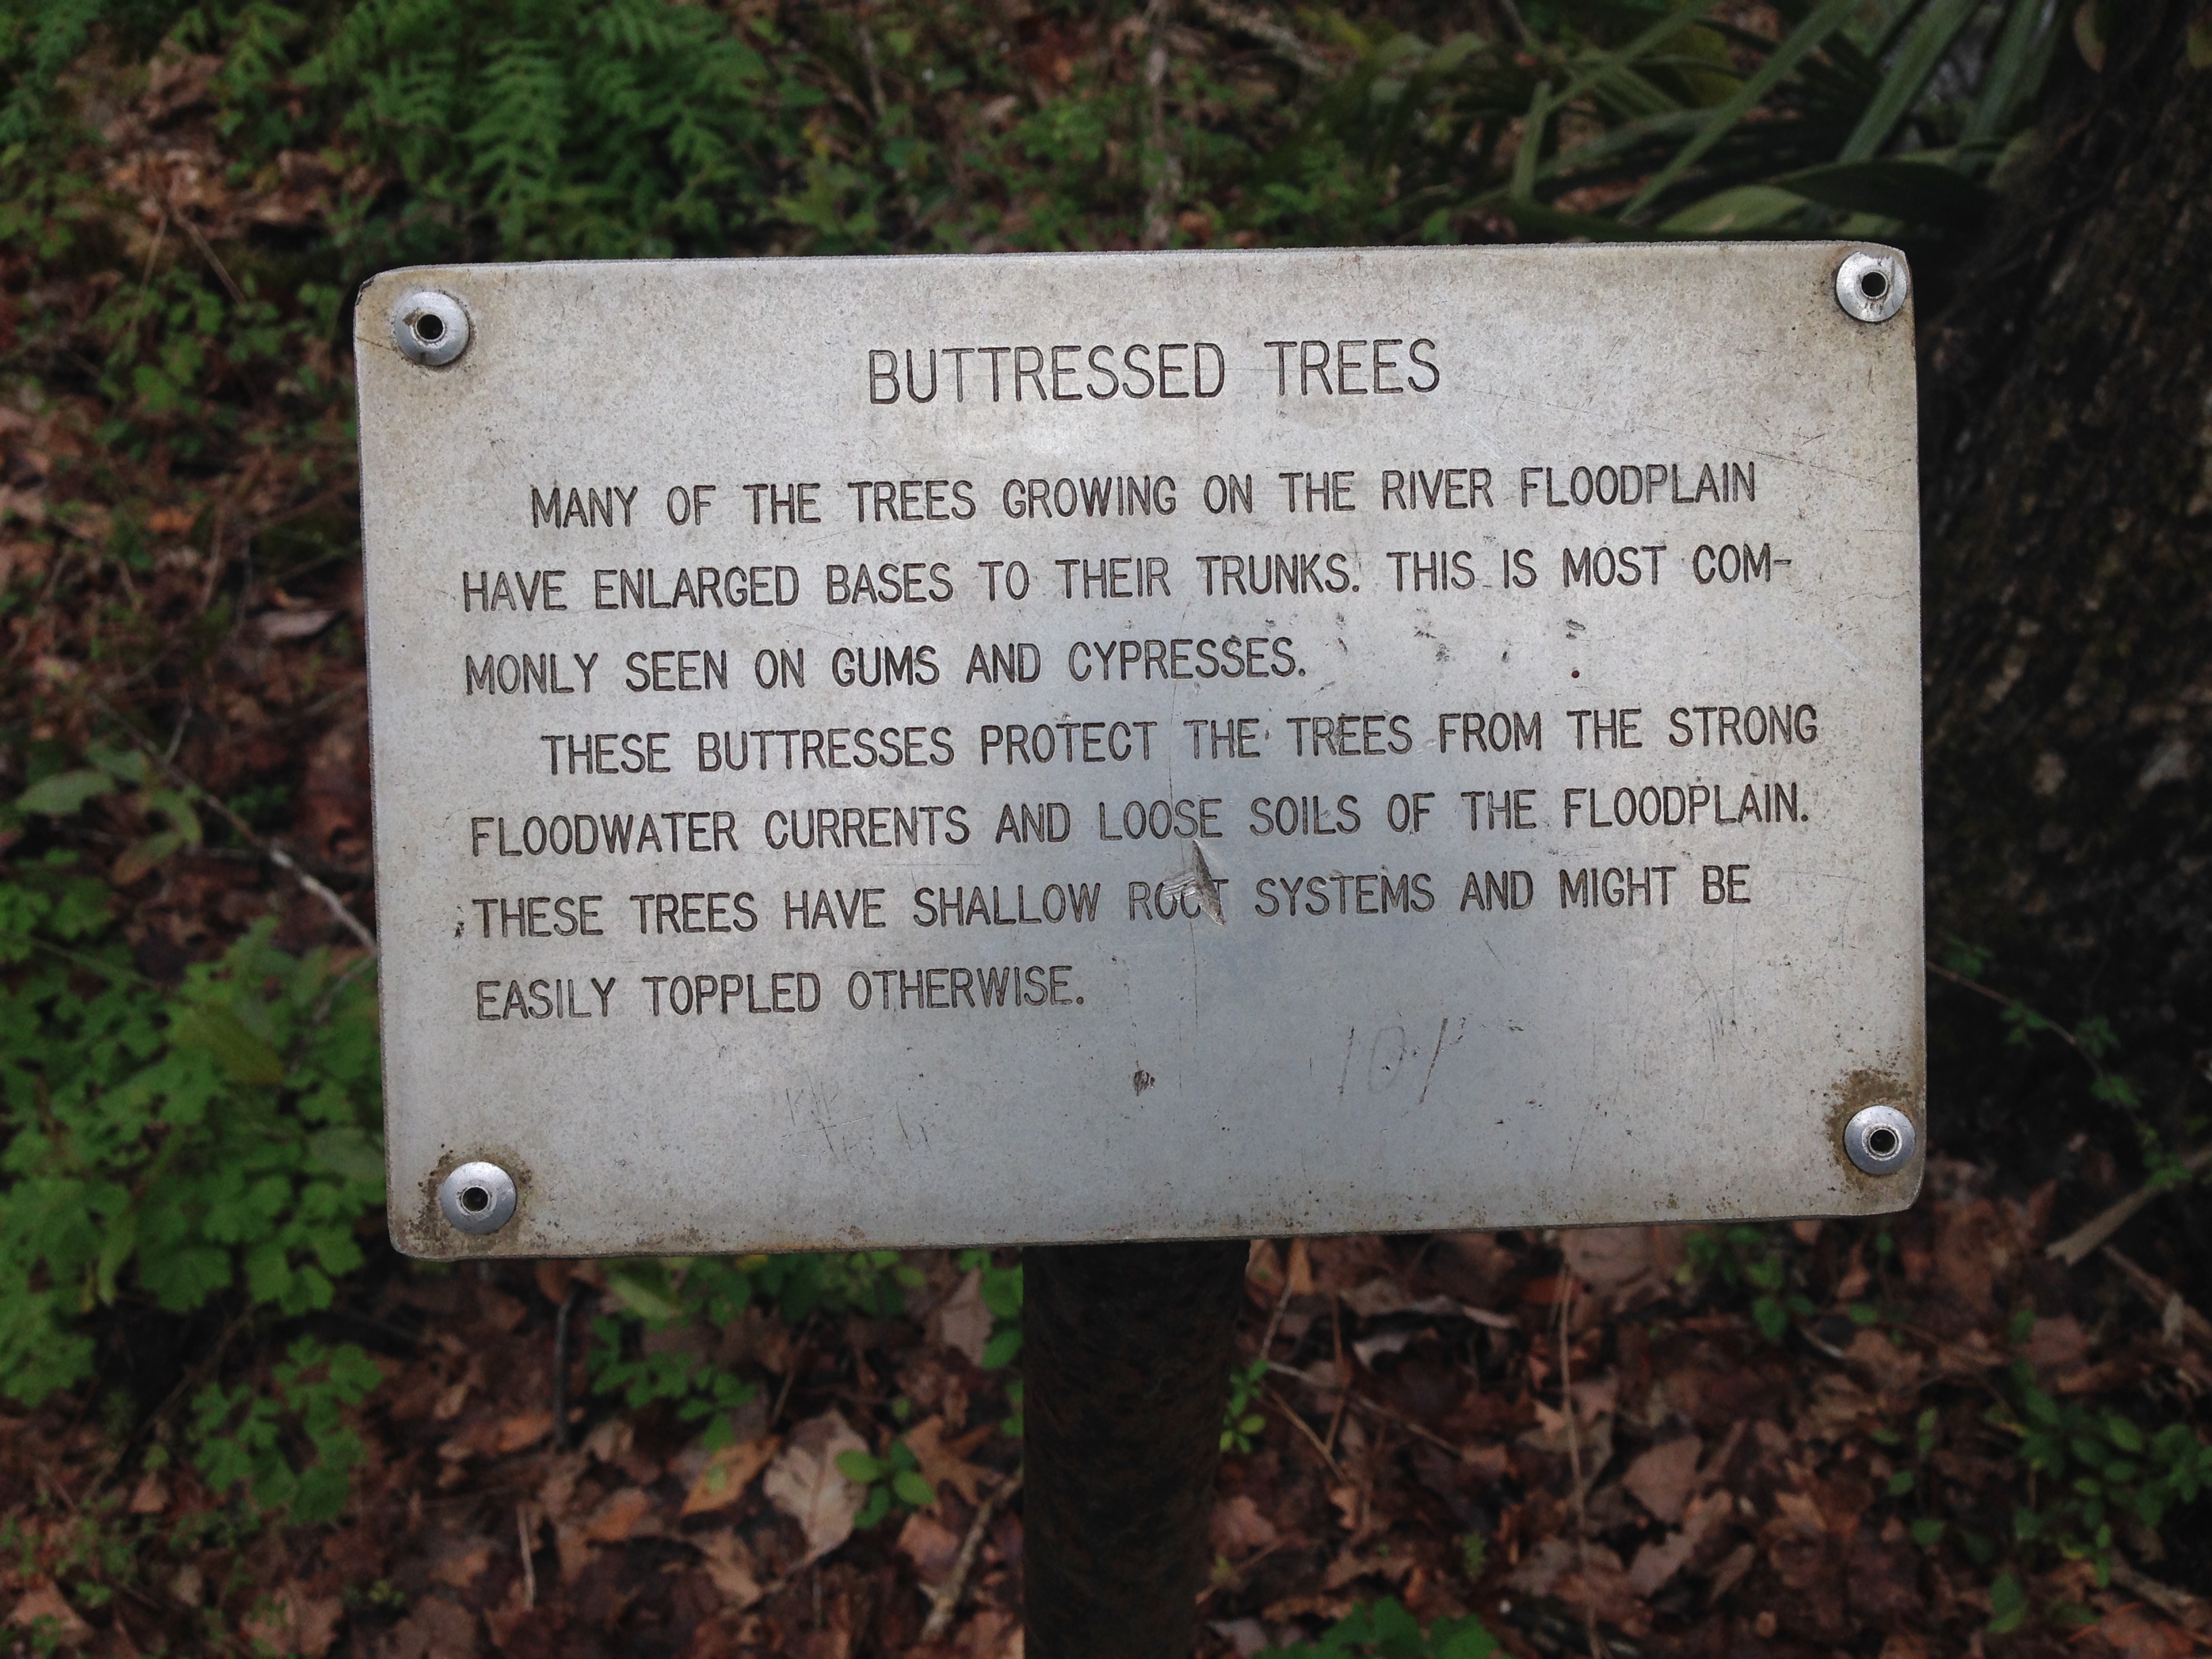 BUTTRESSED TREES
MANY OF THE TREES GROWING ON THE RIVER FLOODPLAIN
HAVE ENLARGED BASES TO THEIR TRUNKS. THIS IS MOST COM-
MONLY SEEN ON GUMS AND CYPRESSES.
THESE BUTTRESSES PROTECT THE TREES FROM THE STRONG
FLOODWATER CURRENTS AND LOOSE SOILS OF THE FLOODPLAIN.
THESE TREES HAVE SHALLOW ROOT SYSTEMS AND MIGHT BE
EASILY TOPPLED OTHERWISE.